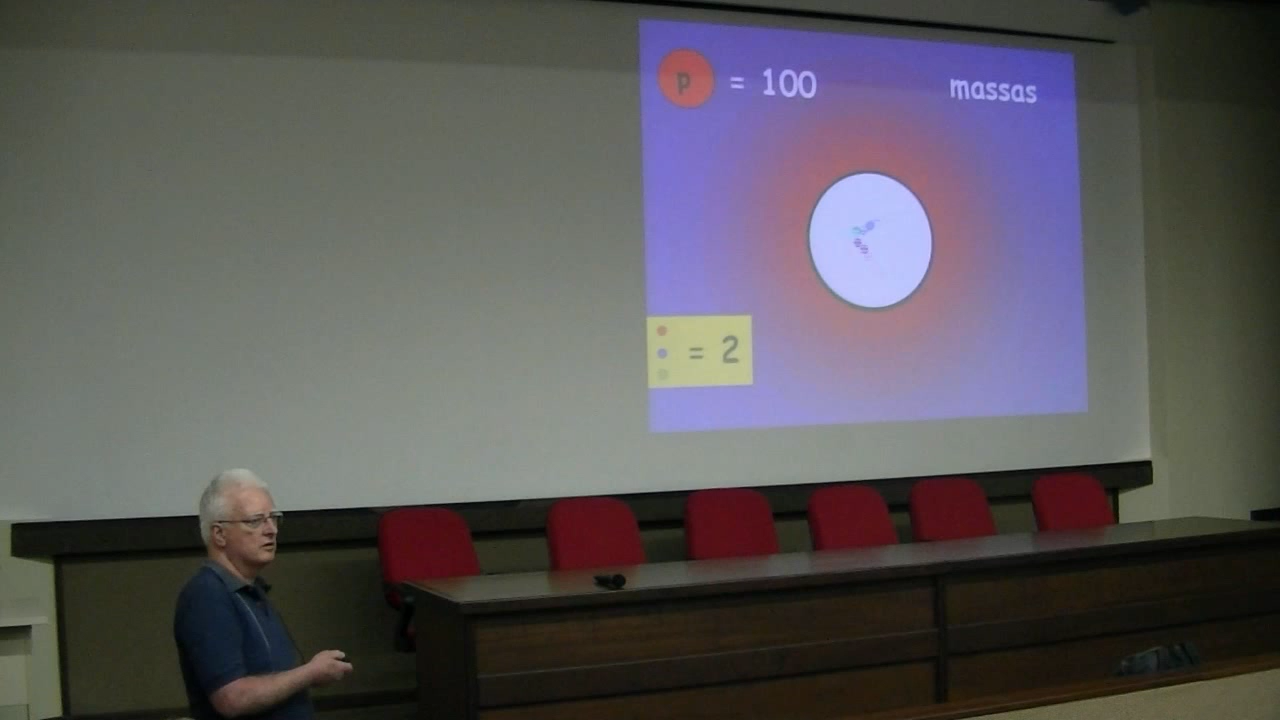 p = 100
massas
= 2